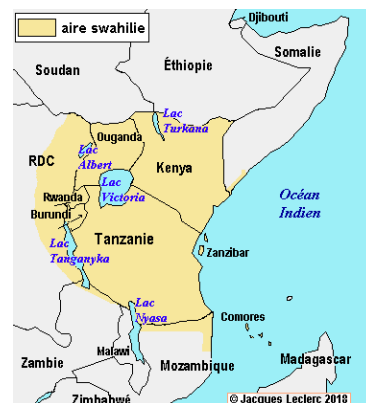 aire swahilie
Djibouti
Soudan
Éthiopie
Somalie
Lac
Turkana
Ouganda
RDC
Lac
Albert
Kenya
Lac
Victoria
Rwanda
Burundi
Océan
Indien
Tanzanie
Lac
Tanganyka
Zanzibar
Lac
Nyasa
Comores
Malawi
Zambie
Mozambique
Madagascar
Zimbabwé
© Jacques Leclerc 2018